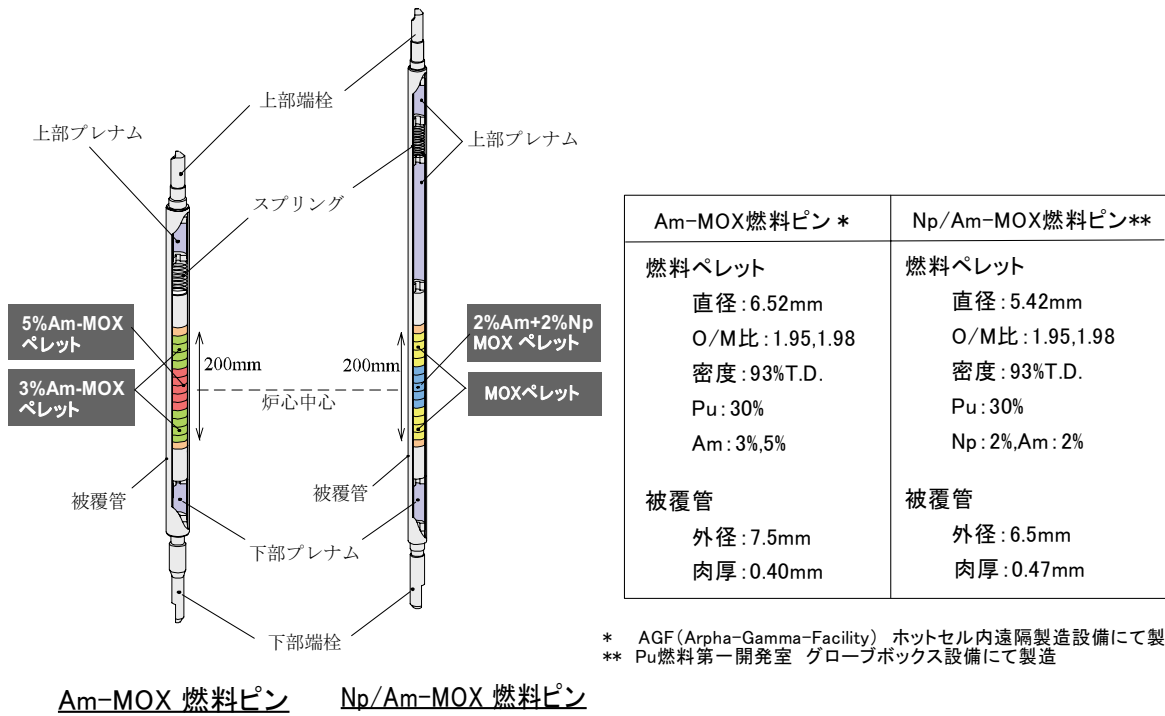 上部端栓
上部プレナム
上部プレナム
スプリング
5%Am-MOX
ペレット
3%Am-MOX
ペレット
200mm
200mm
炉心中心
2%Am+2%Np
MOX ペレット
MOXペレット
被覆管
被覆管
下部プレナム
下部端栓
Am-MOX 燃料ピン
Np/Am-MOX 燃料ピン
Am-MOX燃料ピン *
燃料ペレット
直径:6.52mm
O/M比:1.95,1.98
密度:93%T.D.
Pu:30%
Am:3%,5%
被覆管
外径:7.5mm
肉厚:0.40mm
Np/Am-MOX燃料ピン**
燃料ペレット
直径:5.42mm
O/M比:1.95,1.98
密度:93%T.D.
Pu:30%
Np:2%,Am:2%
被覆管
外径:6.5mm
肉厚:0.47mm
* AGF(Arpha-Gamma-Facility) ホットセル内遠隔製造設備にて製
** Pu燃料第一開発室 グローブボックス設備にて製造